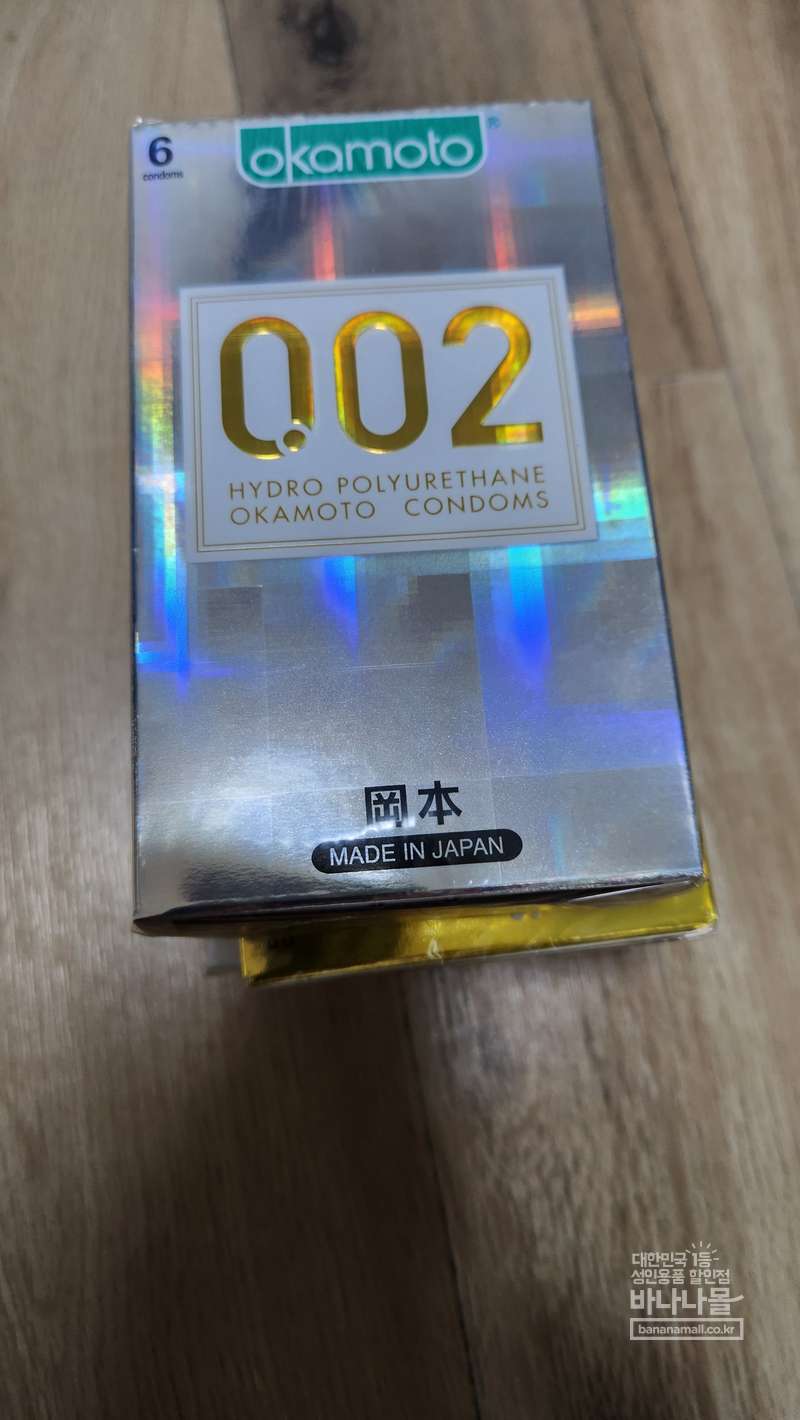 6
condoms
okamoto®
0.02
HYDRO POLYURETHANE
OKAMOTO CONDOMS
岡本
MADE IN JAPAN
대한민국 1등
성인용품 할인점
바나나몰
bananamall.co.kr